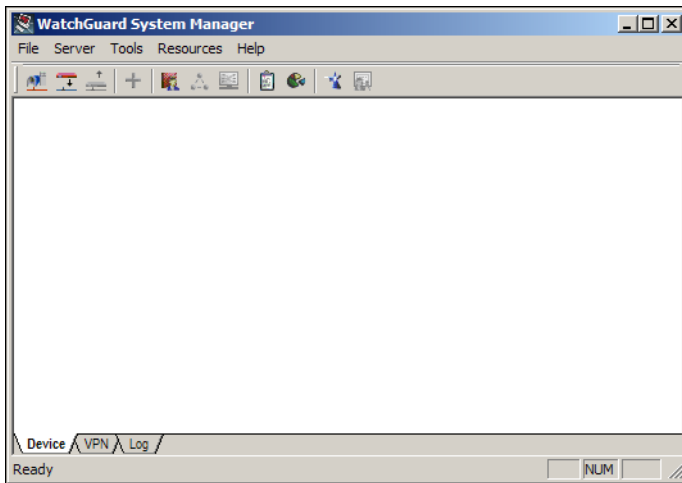 WatchGuard System Manager
File Server Tools Resources Help
Device VPN Log
Ready NUM